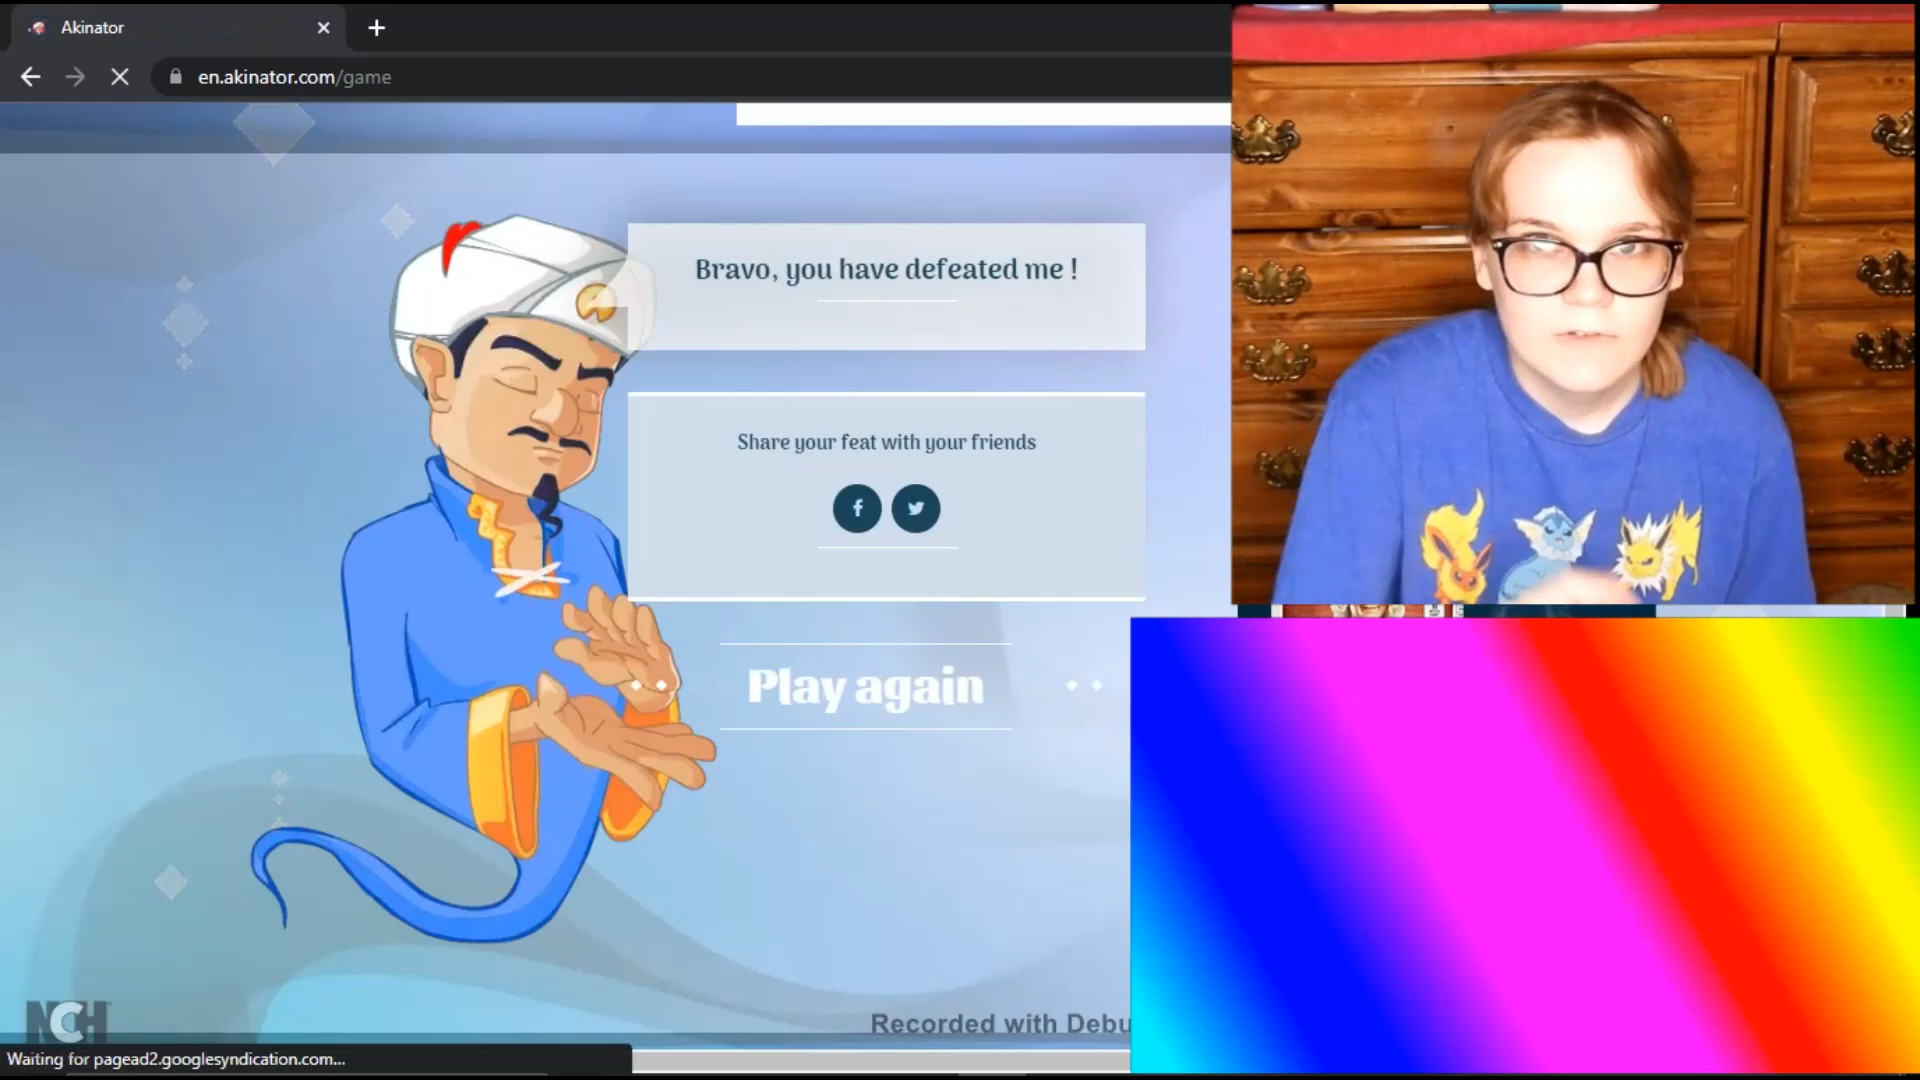 Akinator
en.akinator.com/game
Bravo, you have defeated me !
Share your feat with your friends
Play again
NCH
Recorded with Debu
Waiting for pagead2.googlesyndication.com...